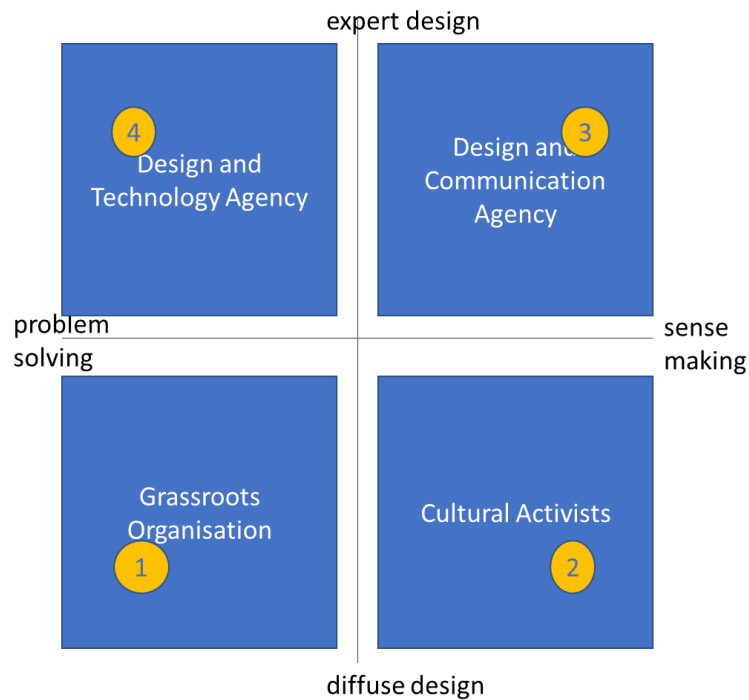 expert design
4
Design and
Technology Agency
3
Design and
Communication
Agency
problem
solving
sense
making
Grassroots
Organisation
1
Cultural Activists
2
diffuse design